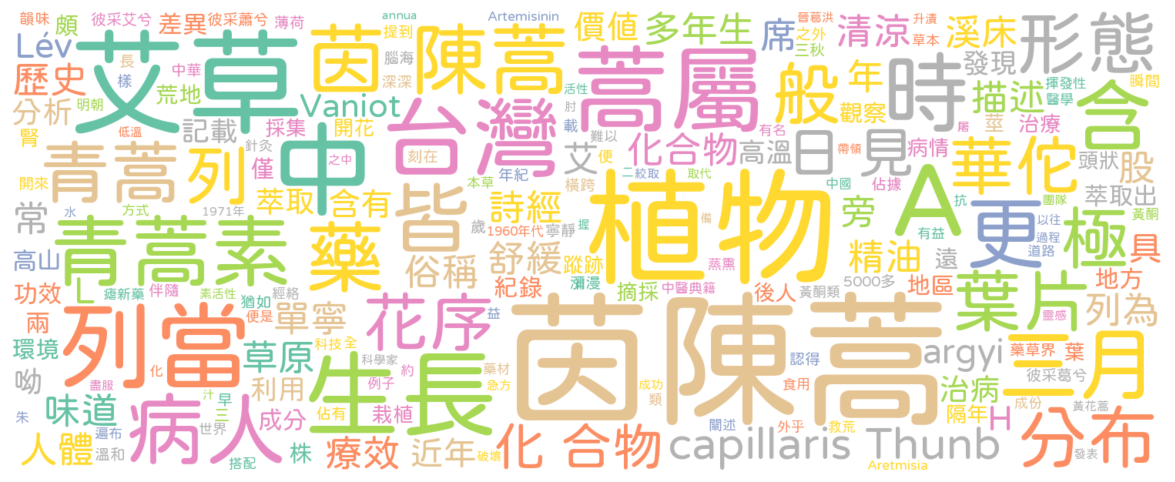 韻味 彼采艾兮 差異 彼采蕭兮 薄荷 annua Artemisinin 價值 多年生 席 晉葛洪 之外 三秋 升漬 草本 溪床 形態
頗 Lév 長 艾草 茵陳蒿 提到 腦海 深深 清涼 發現 揮發性 醫學 瞬間
歷史 樣 中華 荒地 蒿屬 般 年 時 描述 含
分析 明朝 低溫 記載 Vaniot 台灣 活性 肘 載 有名 觀察 莖 治療
腎 採集 開花 刻在 難以 屠 帶領 病情 頭狀
青蒿 列 針灸 中 僅 之中 艾 便 化合物 高溫 日 見 華佗 股
萃取 含有 年紀 橫跨 二絞取 取代 中國 佔據 抗 團隊 萃取出 黃酮
常 水 方式 1971年 皆 本草 詩經 植物 旁 A 更 以往 極
青蒿素 藥 歲 1960年代 寧靜 握 備 有益 過程 道路 具
高山 俗稱 舒緩 蹤跡 蒸熏 精油 遠 地方
功效 L 瘧新藥 伴隨 素活性 經絡 紀錄 瀰漫 摘採 中醫典籍 後人 黃酮類 5000多 地區 葉片 靈感 列為
兩 列當 猶如 便是 單寧 花序 益 茵陳蒿 認得 argyi 藥草界 葉 二月
環境 草原 科技 全 生長 科學家 藥材 彼采葛兮
呦 盡服 化 利用 例子 約 急方 成功 類 食用 治病 隔年 成份 黃花蒿
味道 汁 早 佔有 栽植 H
朱 病人 三 成分 闡述 外乎 救荒 capillaris Thunb 分布
人體 遍布 溫和 世界 搭配 株 療效 近年 破壞 化 合物 Aretmisia 發表